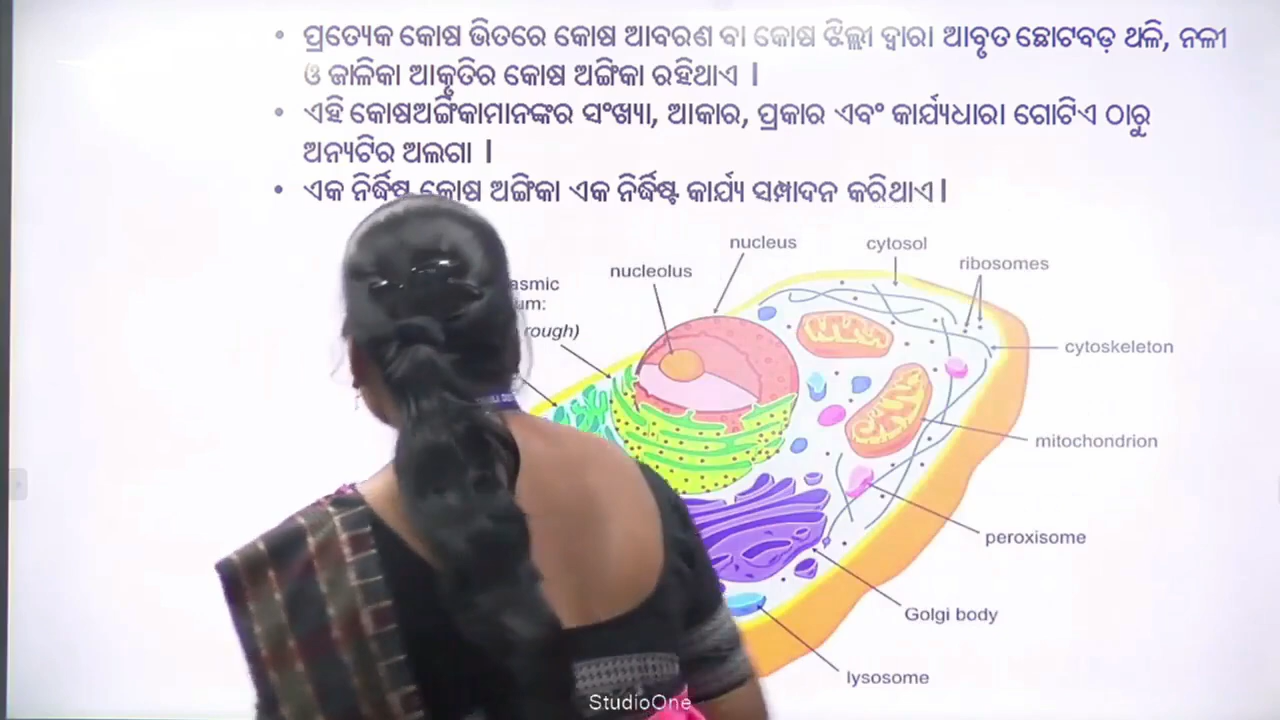 • ପ୍ରତ୍ୟେକ କୋଷ ଭିତରେ କୋଷ ଆବରଣ ବା କୋଷ ଝିଲ୍ଲୀ ଦ୍ୱାରା ଆବୃତ ଛୋଟବଡ଼ ଥଳି, ନଳୀ
ଓ ଜାଳିକା ଆକୃତିର କୋଷ ଅଙ୍ଗିକା ରହିଥାଏ ।
• ଏହି କୋଷଅଙ୍ଗିକାମାନଙ୍କର ସଂଖ୍ୟା, ଆକାର, ପ୍ରକାର ଏବଂ କାର୍ଯ୍ୟଧାରା ଗୋଟିଏ ଠାରୁ
ଅନ୍ୟଟିର ଅଲଗା ।
• ଏକ ନିର୍ଦ୍ଧିଷ୍ଟ କୋଷ ଅଙ୍ଗିକା ଏକ ନିର୍ଦ୍ଧିଷ୍ଟ କାର୍ଯ୍ୟ ସମ୍ପାଦନ କରିଥାଏ ।
nucleus
cytosol
nucleolus
ribosomes
rough)
cytoskeleton
mitochondrion
peroxisome
Golgi body
lysosome
StudioOne